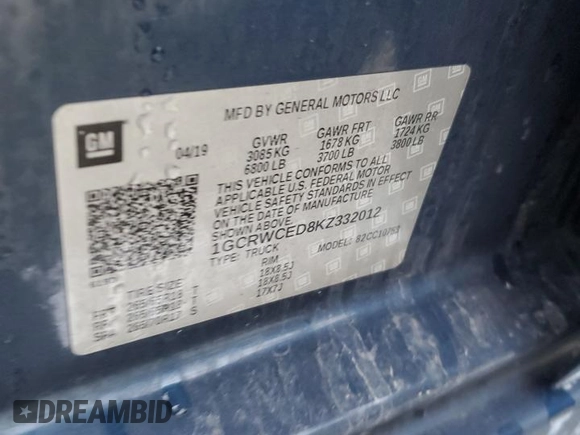 GM
MFD BY GENERAL MOTORS LLC
04/19
GVWR GAWR FRT GAWR RR
3085 KG 1678 KG 1724 KG
6800 LB 3700 LB 3800 LB
THIS VEHICLE CONFORMS TO ALL
APPLICABLE U.S. FEDERAL MOTOR
VEHICLE SAFETY STANDARDS IN EFFECT
ON THE DATE OF MANUFACTURE SHOWN ABOVE.
1GCRWCED8KZ332012
TYPE: TRUCK MODEL:
TIRE SIZE RIM
18X8.5J
18X8.5J
17X7J
DREAMBID